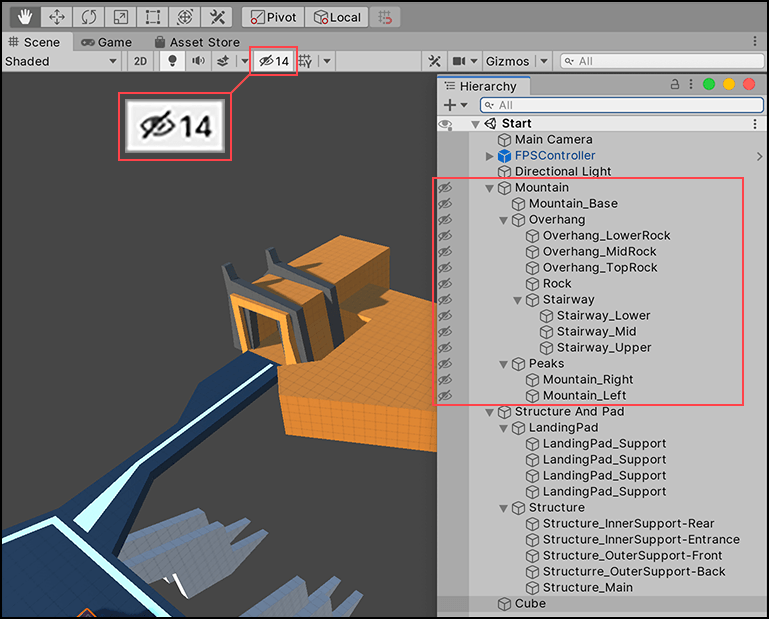 Pivot Local
Scene Game Asset Store
Shaded 2D 14 Gizmos All
14
Hierarchy
All
Start
Main Camera
FPSController
Directional Light
Mountain
Mountain_Base
Overhang
Overhang_LowerRock
Overhang_MidRock
Overhang_TopRock
Rock
Stairway
Stairway_Lower
Stairway_Mid
Stairway_Upper
Peaks
Mountain_Right
Mountain_Left
Structure And Pad
LandingPad
LandingPad_Support
LandingPad_Support
LandingPad_Support
LandingPad_Support
Structure
Structure_InnerSupport-Rear
Structure_InnerSupport-Entrance
Structure_OuterSupport-Front
Structurre_OuterSupport-Back
Structure_Main
Cube